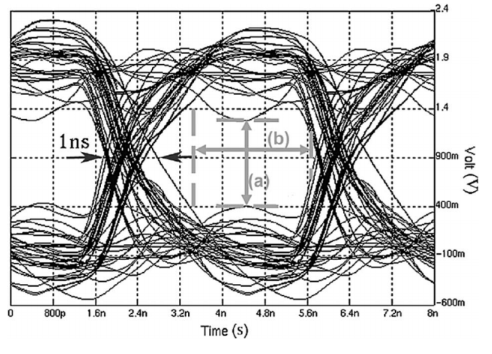 2.4
1.9
1.4
900m
400m
-100m
-600m
Volt (V)
1ns
(b)
(a)
0 800p 1.6n 2.4n 3.2n 4n 4.8n 5.6n 6.4n 7.2n 8n
Time (s)